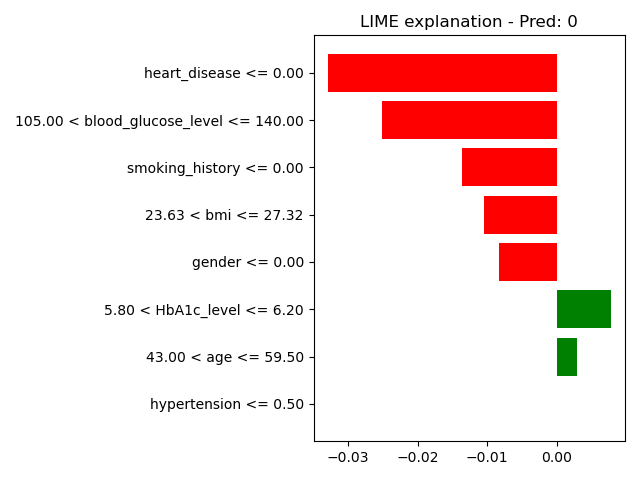 LIME explanation - Pred: 0
heart_disease <= 0.00
105.00 < blood_glucose_level <= 140.00
smoking_history <= 0.00
23.63 < bmi <= 27.32
gender <= 0.00
5.80 < HbA1c_level <= 6.20
43.00 < age <= 59.50
hypertension <= 0.50
−0.03 −0.02 −0.01 0.00